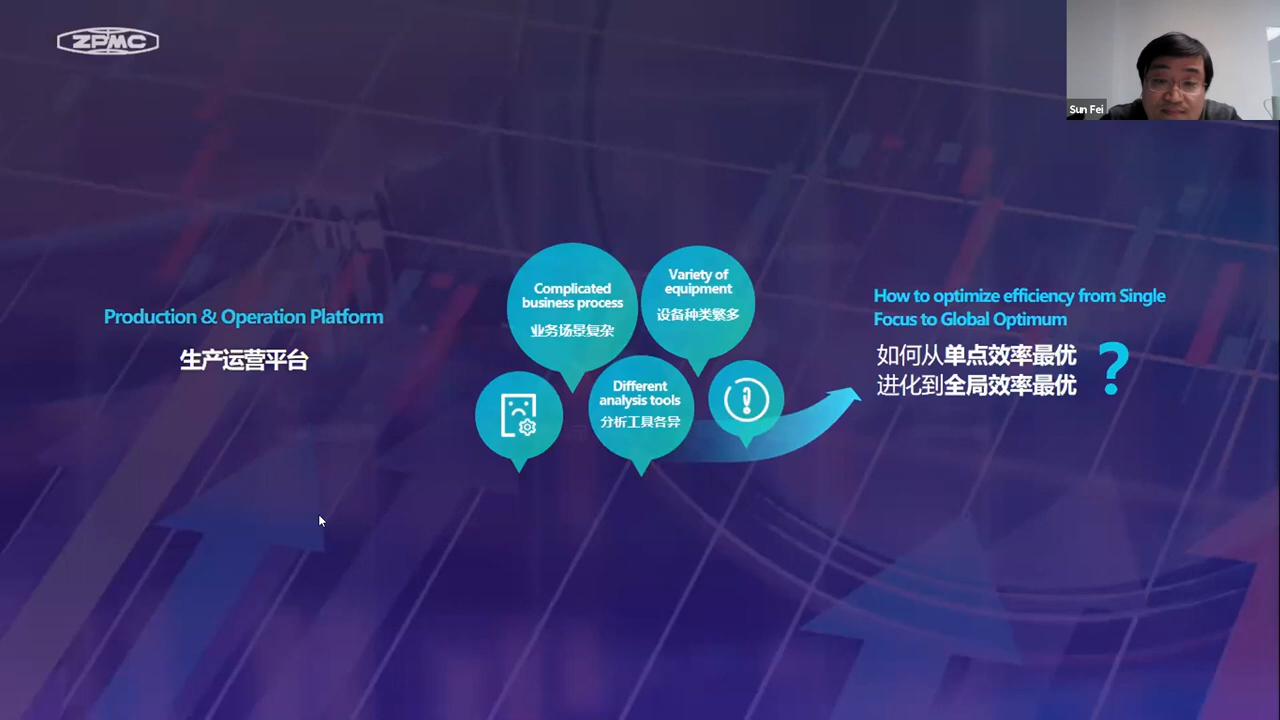 ZPMC
Sun Fei
Production & Operation Platform
生产运营平台
Complicated
business process
业务场景复杂
Variety of
equipment
设备种类繁多
Different
analysis tools
分析工具各异
How to optimize efficiency from Single
Focus to Global Optimum
如何从单点效率最优
进化到全局效率最优
?